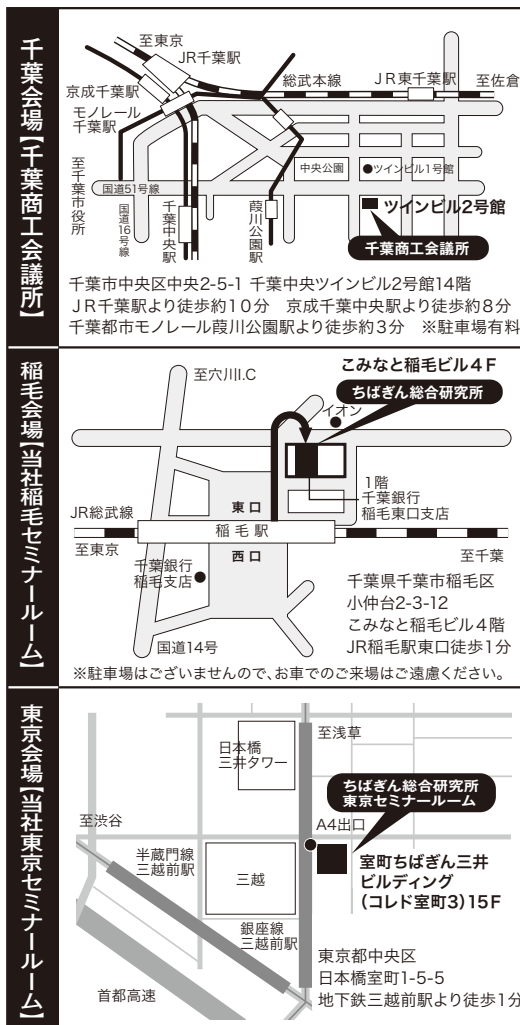 千葉会場【千葉商工会議所】
至東京
JR千葉駅
京成千葉駅
総武本線
JR東千葉駅
至佐倉
モノレール
千葉駅
至千葉市役所
国道51号線
国道16号線
千葉中央駅
葭川公園駅
中央公園
ツインビル1号館
ツインビル2号館
千葉商工会議所
千葉市中央区中央2-5-1 千葉中央ツインビル2号館14階
JR千葉駅より徒歩約10分 京成千葉中央駅より徒歩約8分
千葉都市モノレール葭川公園駅より徒歩約3分 ※駐車場有料
稲毛会場【当社稲毛セミナールーム】
至穴川I.C
こみなと稲毛ビル4F
ちばぎん総合研究所
イオン
1階
千葉銀行
稲毛東口支店
東口
JR総武線
稲毛駅
至東京
西口
至千葉
千葉銀行
稲毛支店
国道14号
千葉県千葉市稲毛区
小仲台2-3-12
こみなと稲毛ビル4階
JR稲毛駅東口徒歩1分
※駐車場はございませんので、お車でのご来場はご遠慮ください。
東京会場【当社東京セミナールーム】
日本橋
三井タワー
至浅草
ちばぎん総合研究所
東京セミナールーム
至渋谷
A4出口
半蔵門線
三越前駅
三越
室町ちばぎん三井
ビルディング
(コレド室町3)15F
銀座線
三越前駅
首都高速
東京都中央区
日本橋室町1-5-5
地下鉄三越前駅より徒歩1分